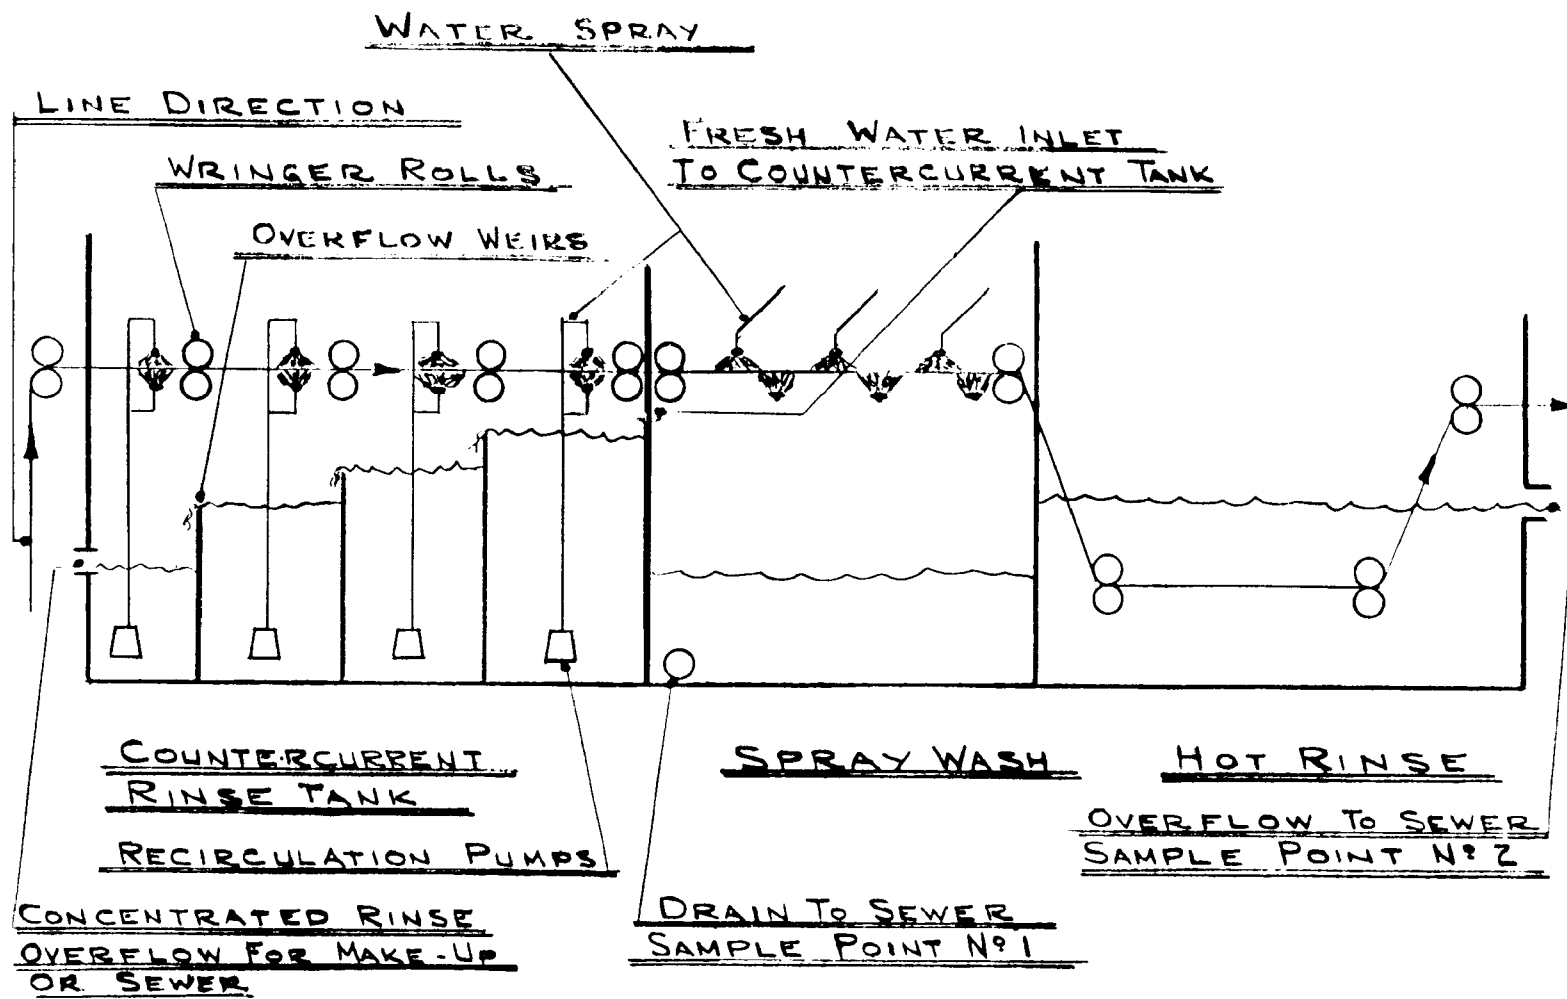 WATER SPRAY
LINE DIRECTION
FRESH WATER INLET
TO COUNTERCURRENT TANK
WRINGER ROLLS
OVERFLOW WEIRS
COUNTERCURRENT
RINSE TANK
SPRAY WASH
HOT RINSE
RECIRCULATION PUMPS
OVERFLOW TO SEWER
SAMPLE POINT Nº 2
CONCENTRATED RINSE
OVERFLOW FOR MAKE-UP
OR SEWER
DRAIN TO SEWER
SAMPLE POINT Nº 1